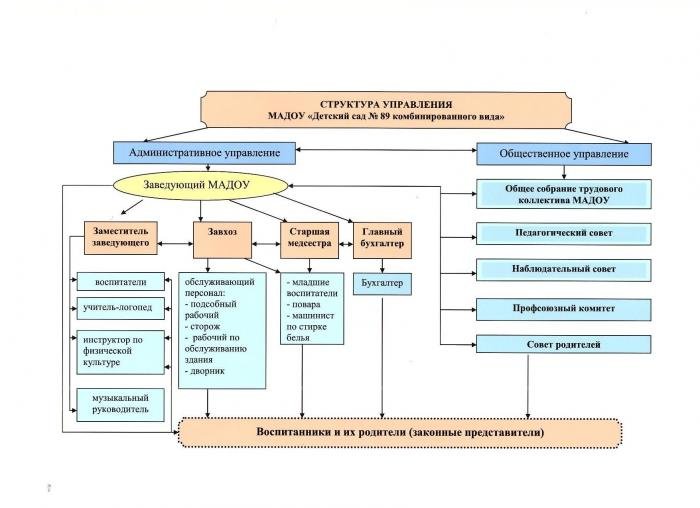 СТРУКТУРА УПРАВЛЕНИЯ
МАДОУ «Детский сад № 89 комбинированного вида»
Административное управление
Общественное управление
Заведующий МАДОУ
Общее собрание трудового
коллектива МАДОУ
Заместитель
заведующего
Завхоз
Старшая
медсестра
Главный
бухгалтер
Педагогический совет
Наблюдательный совет
Профсоюзный комитет
Совет родителей
воспитатели
учитель-логопед
инструктор по
физической
культуре
музыкальный
руководитель
обслуживающий
персонал:
- подсобный
рабочий
- сторож
- рабочий по
обслуживанию
здания
- дворник
- младшие
воспитатели
- повара
- машинист
по стирке
белья
Бухгалтер
Воспитанники и их родители (законные представители)